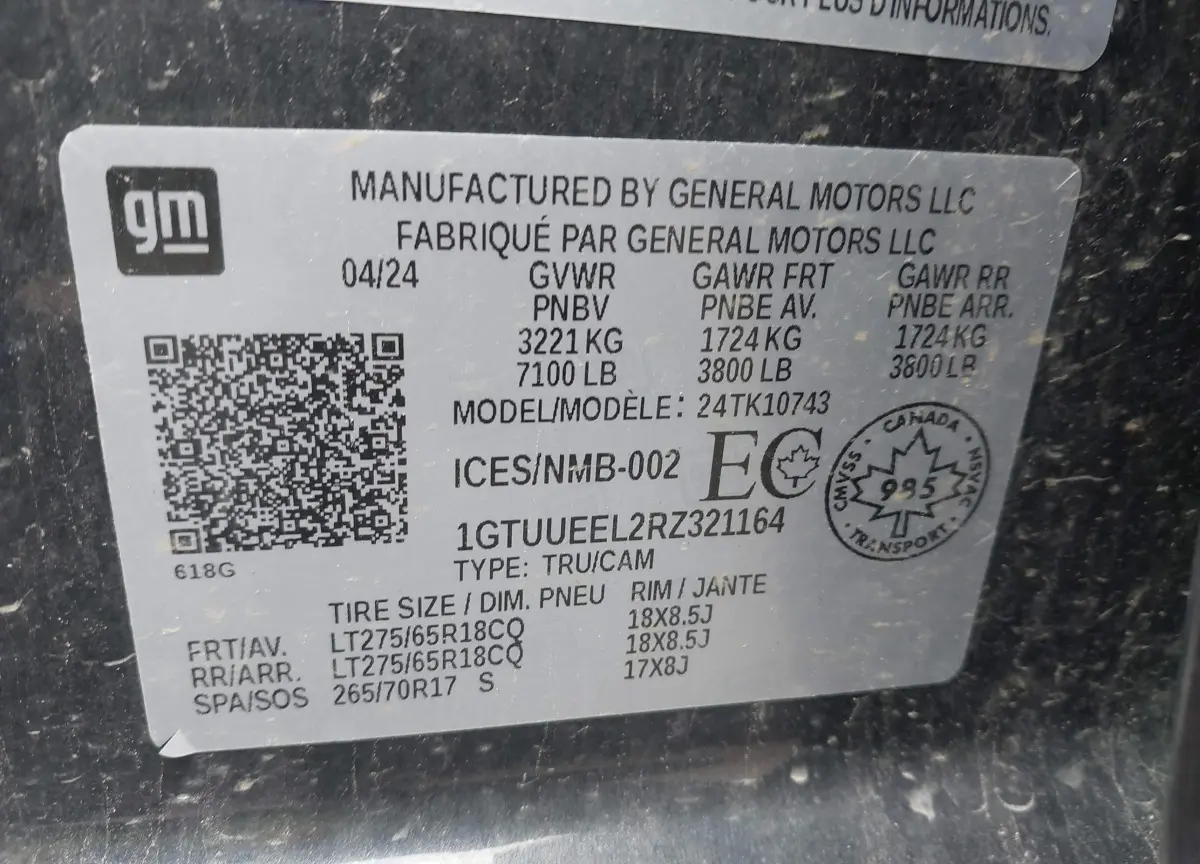 POUR PLUS D'INFORMATIONS.
gm
MANUFACTURED BY GENERAL MOTORS LLC
FABRIQUÉ PAR GENERAL MOTORS LLC
04/24 GVWR GAWR FRT GAWR RR
PNBV PNBE AV. PNBE ARR.
3221 KG 1724 KG 1724 KG
7100 LB 3800 LB 3800 LB
MODEL/MODÈLE: 24TK10743
ICES/NMB-002 EC
CANADA
CMVSS 995 NSVAC
TRANSPORT
1GTUUEEL2RZ321164
618G
TYPE: TRU/CAM
TIRE SIZE / DIM. PNEU RIM / JANTE
FRT/AV. LT275/65R18CQ 18X8.5J
RR/ARR. LT275/65R18CQ 18X8.5J
SPA/SOS 265/70R17 S 17X8J